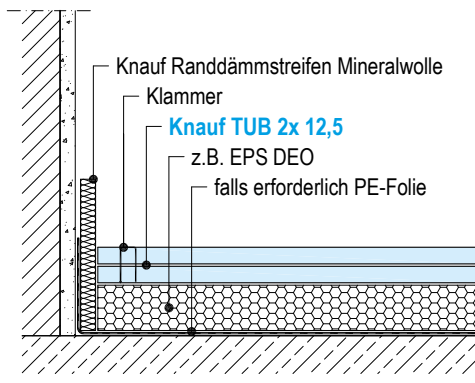 Knauf Randdämmstreifen Mineralwolle
Klammer
Knauf TUB 2x 12,5
z.B. EPS DEO
falls erforderlich PE-Folie